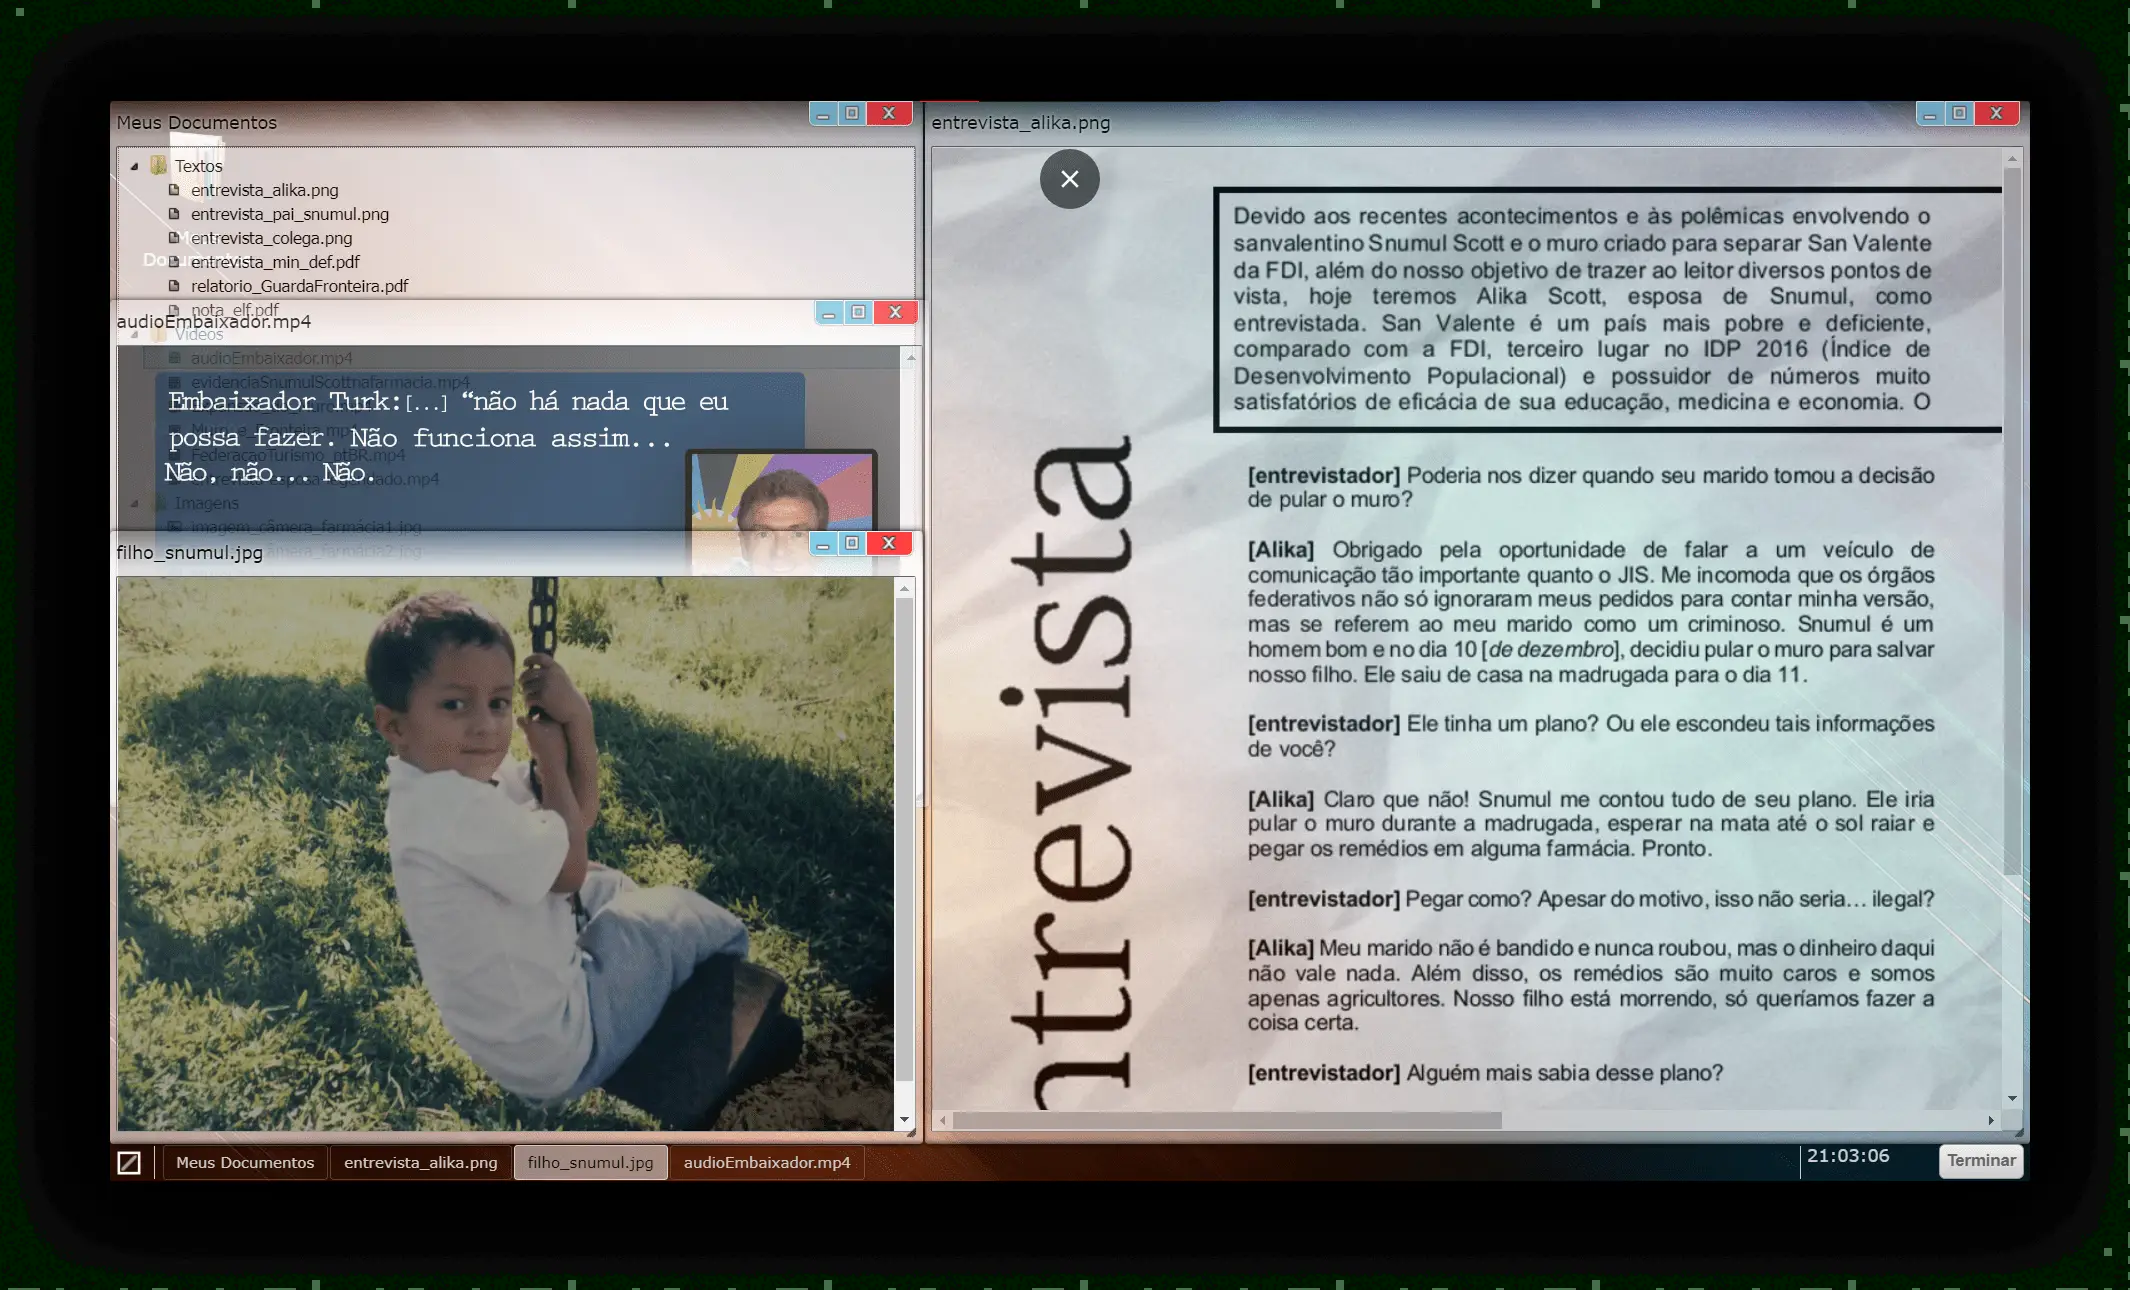 Meus Documentos
Textos
entrevista_alika.png
entrevista_pai_snumul.png
entrevista_colega.png
entrevista_min_def.pdf
relatorio_GuardaFronteira.pdf
nota_elf.pdf
audioEmbaixador.mp4
Vídeos
audioEmbaixador.mp4
evidenciaSnumulScottnafarmacia.mp4
Embaixador Turk:[...] “não há nada que eu
possa fazer. Não funciona assim...
FederacaoTurismo_ptBR.mp4
Não, não... Não.
Imagens
imagem_câmera_farmácia1.jpg
filho_snumul.jpg
entrevista_alika.png
Devido aos recentes acontecimentos e às polêmicas envolvendo o
sanvalentino Snumul Scott e o muro criado para separar San Valente
da FDI, além do nosso objetivo de trazer ao leitor diversos pontos de
vista, hoje teremos Alika Scott, esposa de Snumul, como
entrevistada. San Valente é um país mais pobre e deficiente,
comparado com a FDI, terceiro lugar no IDP 2016 (Índice de
Desenvolvimento Populacional) e possuidor de números muito
satisfatórios de eficácia de sua educação, medicina e economia. O
ntrevista
[entrevistador] Poderia nos dizer quando seu marido tomou a decisão
de pular o muro?
[Alika] Obrigado pela oportunidade de falar a um veículo de
comunicação tão importante quanto o JIS. Me incomoda que os órgãos
federativos não só ignoraram meus pedidos para contar minha versão,
mas se referem ao meu marido como um criminoso. Snumul é um
homem bom e no dia 10 [de dezembro], decidiu pular o muro para salvar
nosso filho. Ele saiu de casa na madrugada para o dia 11.
[entrevistador] Ele tinha um plano? Ou ele escondeu tais informações
de você?
[Alika] Claro que não! Snumul me contou tudo de seu plano. Ele iria
pular o muro durante a madrugada, esperar na mata até o sol raiar e
pegar os remédios em alguma farmácia. Pronto.
[entrevistador] Pegar como? Apesar do motivo, isso não seria... ilegal?
[Alika] Meu marido não é bandido e nunca roubou, mas o dinheiro daqui
não vale nada. Além disso, os remédios são muito caros e somos
apenas agricultores. Nosso filho está morrendo, só queríamos fazer a
coisa certa.
[entrevistador] Alguém mais sabia desse plano?
Meus Documentos
entrevista_alika.png
filho_snumul.jpg
audioEmbaixador.mp4
21:03:06
Terminar